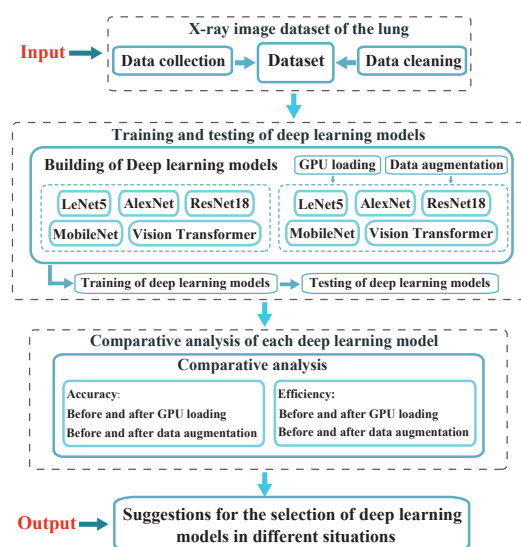 X-ray image dataset of the lung
Input
Data collection
Dataset
Data cleaning
Training and testing of deep learning models
Building of Deep learning models
GPU loading
Data augmentation
LeNet5
AlexNet
ResNet18
MobileNet
Vision Transformer
LeNet5
AlexNet
ResNet18
MobileNet
Vision Transformer
Training of deep learning models
Testing of deep learning models
Comparative analysis of each deep learning model
Comparative analysis
Accuracy:
Before and after GPU loading
Before and after data augmentation
Efficiency:
Before and after GPU loading
Before and after data augmentation
Output
Suggestions for the selection of deep learning
models in different situations